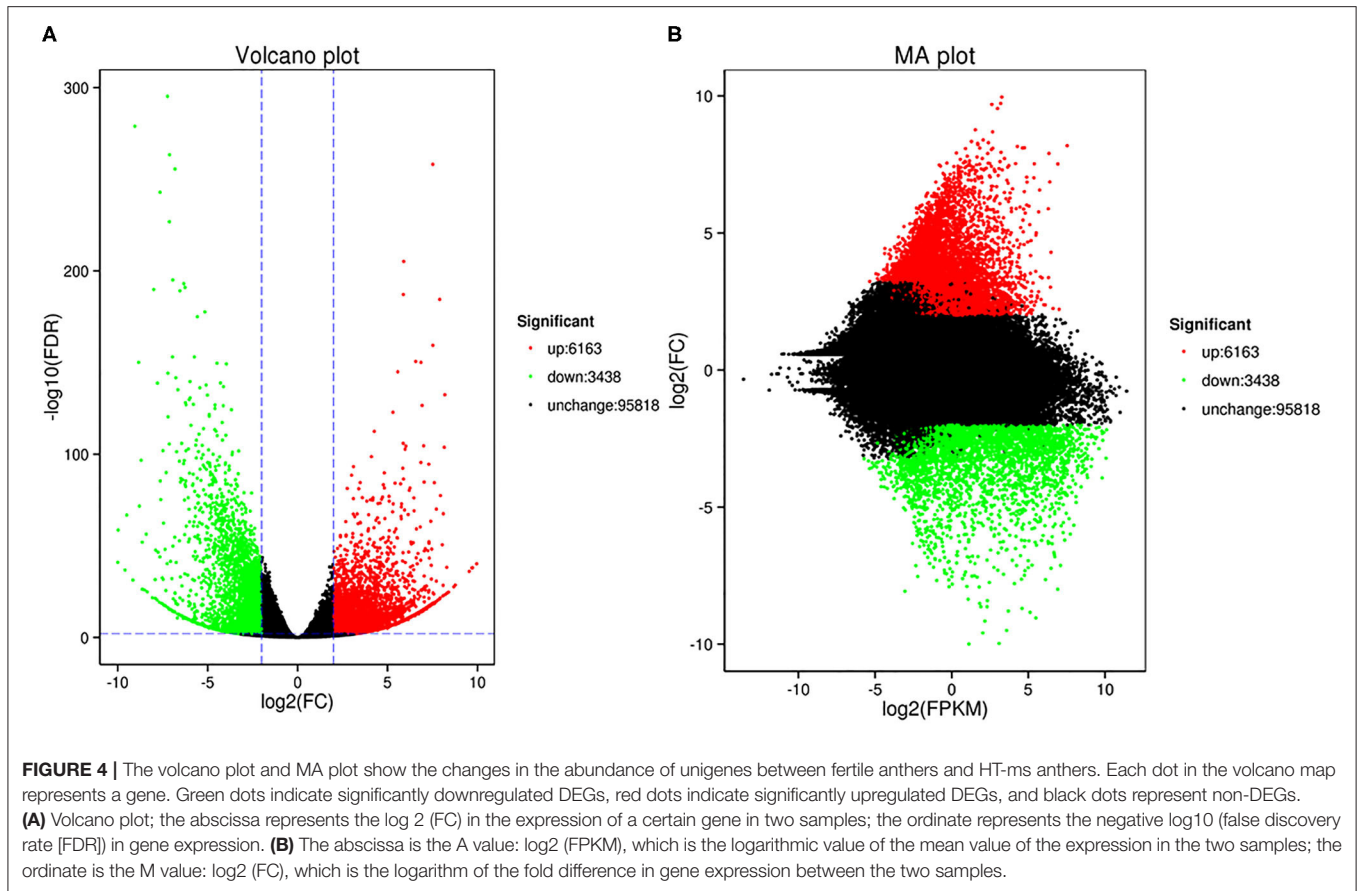 A
Volcano plot
300
200
100
0
-log10(FDR)
-10
-5
0
5
10
log2(FC)
Significant
up:6163
down:3438
unchange:95818
B
MA plot
10
5
0
-5
-10
log2(FC)
-10
-5
0
5
10
log2(FPKM)
Significant
up:6163
down:3438
unchange:95818
FIGURE 4 | The volcano plot and MA plot show the changes in the abundance of unigenes between fertile anthers and HT-ms anthers. Each dot in the volcano map
represents a gene. Green dots indicate significantly downregulated DEGs, red dots indicate significantly upregulated DEGs, and black dots represent non-DEGs.
(A) Volcano plot; the abscissa represents the log 2 (FC) in the expression of a certain gene in two samples; the ordinate represents the negative log10 (false discovery
rate [FDR]) in gene expression. (B) The abscissa is the A value: log2 (FPKM), which is the logarithmic value of the mean value of the expression in the two samples; the
ordinate is the M value: log2 (FC), which is the logarithm of the fold difference in gene expression between the two samples.